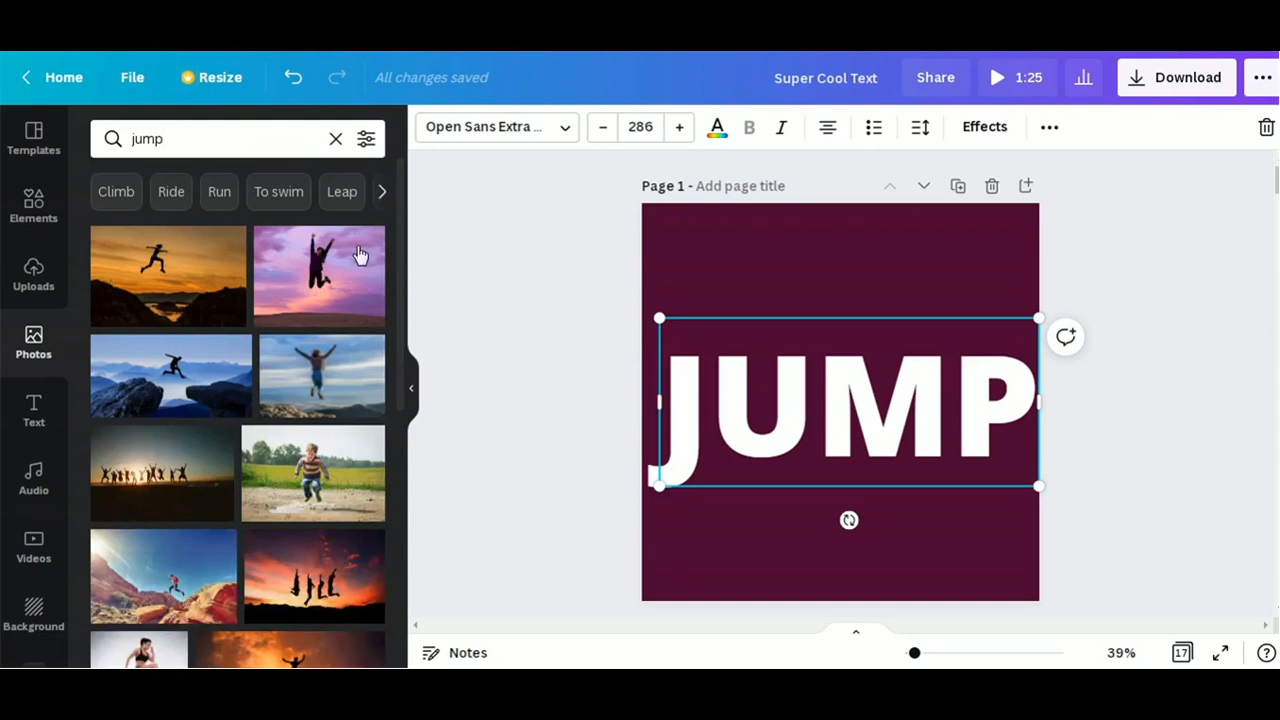 Home File Resize All changes saved Super Cool Text Share 1:25 Download
Templates
Elements
Uploads
Photos
Text
Audio
Videos
Background
jump
Climb Ride Run To swim Leap
Open Sans Extra ... 286 A B I Effects
Page 1 - Add page title
JUMP
Notes 39% 17 ?